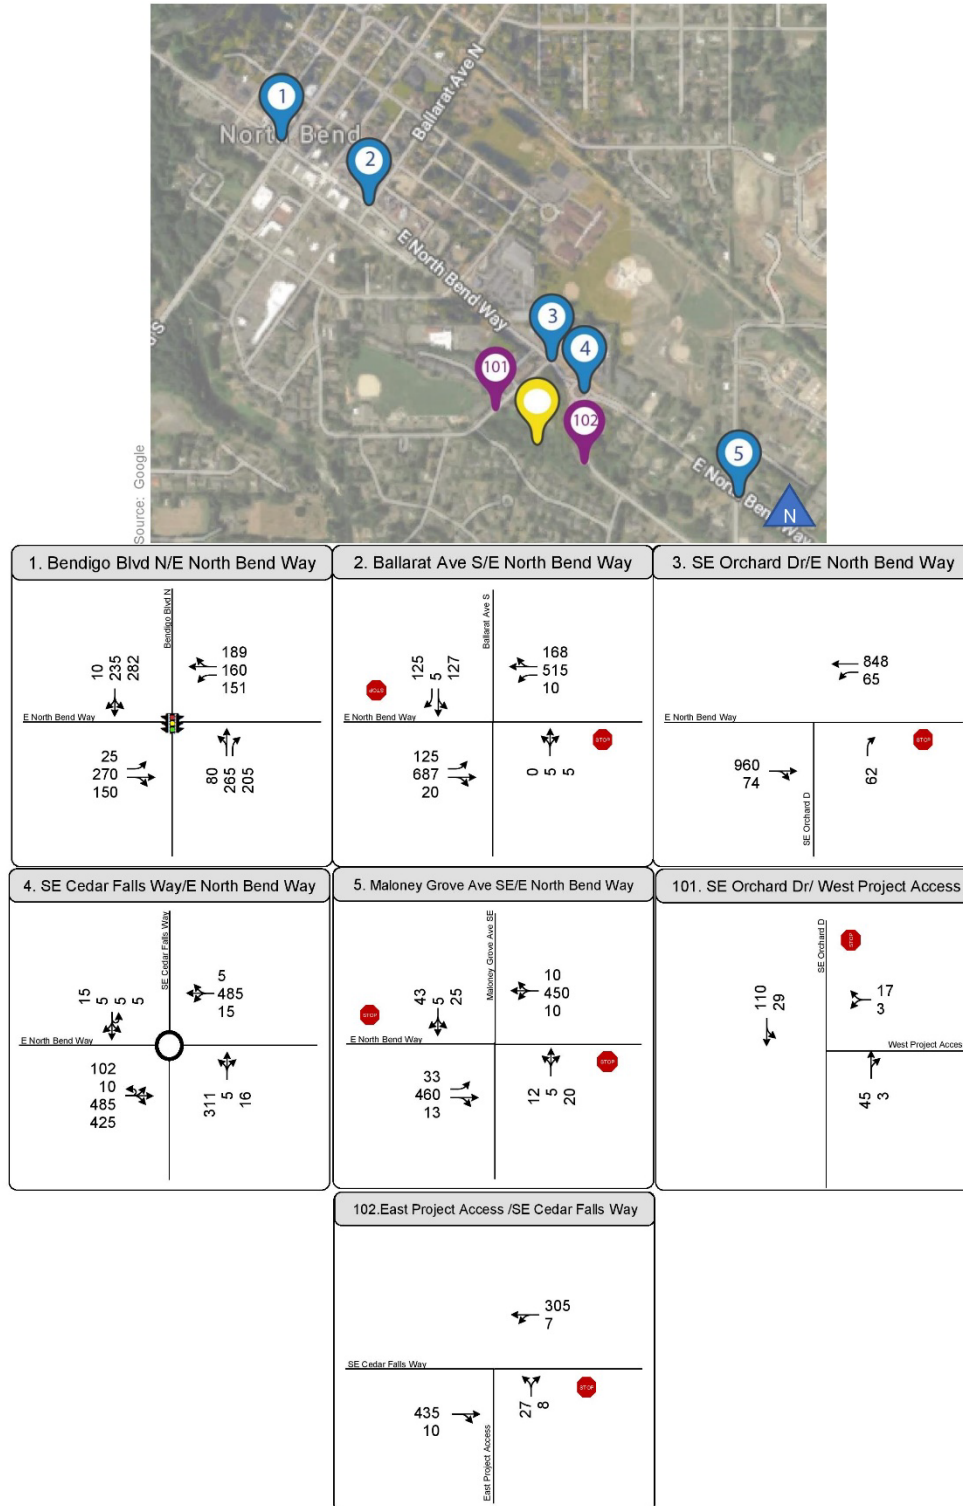 1
North Bend
2
Ballarat Ave N
E North Bend Way
3
4
101
102
5
E North Bend Way
N
Source: Google
1. Bendigo Blvd N/E North Bend Way
Bendigo Blvd N
10
235
282
189
160
151
E North Bend Way
25
270
150
80
265
205
2. Ballarat Ave S/E North Bend Way
Ballarat Ave S
125
5
127
168
515
10
STOP
E North Bend Way
STOP
125
687
20
0
5
5
3. SE Orchard Dr/E North Bend Way
848
65
E North Bend Way
STOP
960
74
62
SE Orchard D
4. SE Cedar Falls Way/E North Bend Way
SE Cedar Falls Way
15
5
5
5
5
485
15
E North Bend Way
102
10
485
425
311
5
16
5. Maloney Grove Ave SE/E North Bend Way
Maloney Grove Ave SE
43
5
25
10
450
10
STOP
E North Bend Way
STOP
33
460
13
12
5
20
101. SE Orchard Dr/ West Project Access
SE Orchard D
STOP
110
29
17
3
West Project Access
45
3
102.East Project Access /SE Cedar Falls Way
305
7
SE Cedar Falls Way
STOP
435
10
27
8
East Project Access